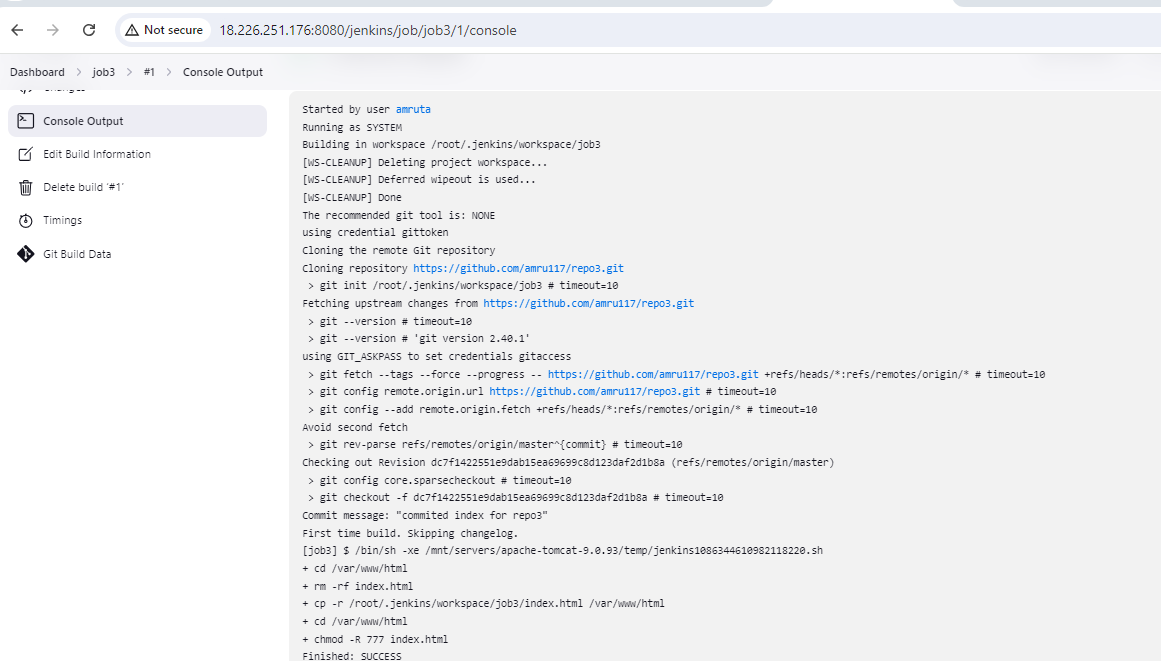 Not secure
18.226.251.176:8080/jenkins/job/job3/1/console
Dashboard > job3 > #1 > Console Output
Changes
Console Output
Edit Build Information
Delete build ‘#1’
Timings
Git Build Data
Started by user amruta
Running as SYSTEM
Building in workspace /root/.jenkins/workspace/job3
[WS-CLEANUP] Deleting project workspace...
[WS-CLEANUP] Deferred wipeout is used...
[WS-CLEANUP] Done
The recommended git tool is: NONE
using credential gittoken
Cloning the remote Git repository
Cloning repository https://github.com/amru117/repo3.git
> git init /root/.jenkins/workspace/job3 # timeout=10
Fetching upstream changes from https://github.com/amru117/repo3.git
> git --version # timeout=10
> git --version # 'git version 2.40.1'
using GIT_ASKPASS to set credentials gitaccess
> git fetch --tags --force --progress -- https://github.com/amru117/repo3.git +refs/heads/*:refs/remotes/origin/* # timeout=10
> git config remote.origin.url https://github.com/amru117/repo3.git # timeout=10
> git config --add remote.origin.fetch +refs/heads/*:refs/remotes/origin/* # timeout=10
Avoid second fetch
> git rev-parse refs/remotes/origin/master^{commit} # timeout=10
Checking out Revision dc7f1422551e9dab15ea69699c8d123daf2d1b8a (refs/remotes/origin/master)
> git config core.sparsecheckout # timeout=10
> git checkout -f dc7f1422551e9dab15ea69699c8d123daf2d1b8a # timeout=10
Commit message: "commited index for repo3"
First time build. Skipping changelog.
[job3] $ /bin/sh -xe /mnt/servers/apache-tomcat-9.0.93/temp/jenkins1086344610982118220.sh
+ cd /var/www/html
+ rm -rf index.html
+ cp -r /root/.jenkins/workspace/job3/index.html /var/www/html
+ cd /var/www/html
+ chmod -R 777 index.html
Finished: SUCCESS